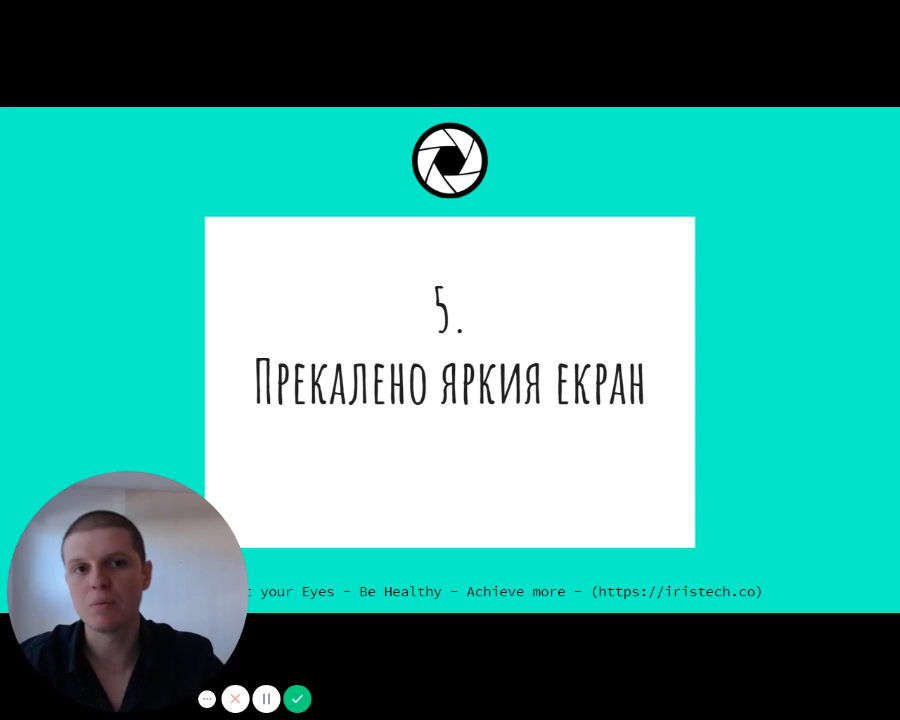 5.
Прекалено яркия екран
your Eyes - Be Healthy - Achieve more - (https://iristech.co)